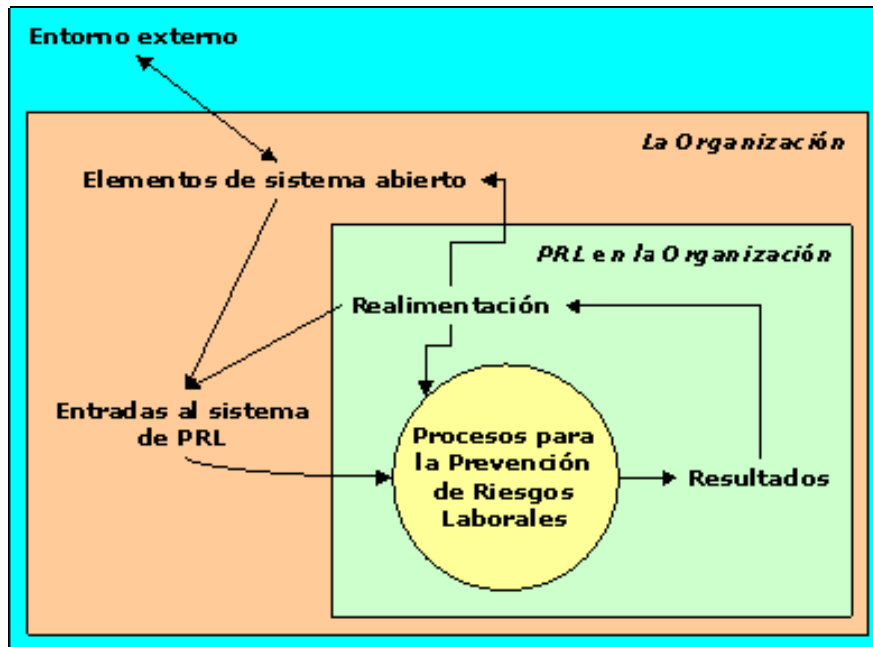 Entorno externo
La Organización
Elementos de sistema abierto
PRL en la Organización
Realimentación
Entradas al sistema
de PRL
Procesos para
la Prevención
de Riesgos
Laborales
Resultados